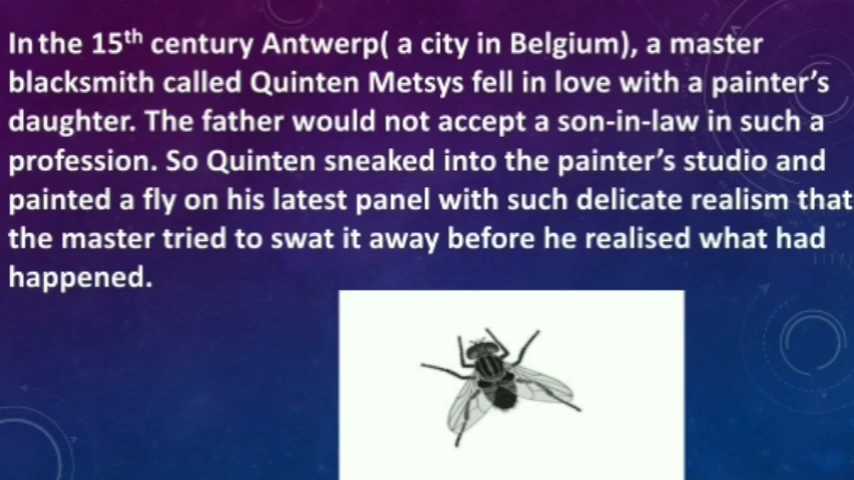 In the 15th century Antwerp( a city in Belgium), a master
blacksmith called Quinten Metsys fell in love with a painter's
daughter. The father would not accept a son-in-law in such a
profession. So Quinten sneaked into the painter's studio and
painted a fly on his latest panel with such delicate realism that
the master tried to swat it away before he realised what had
happened.